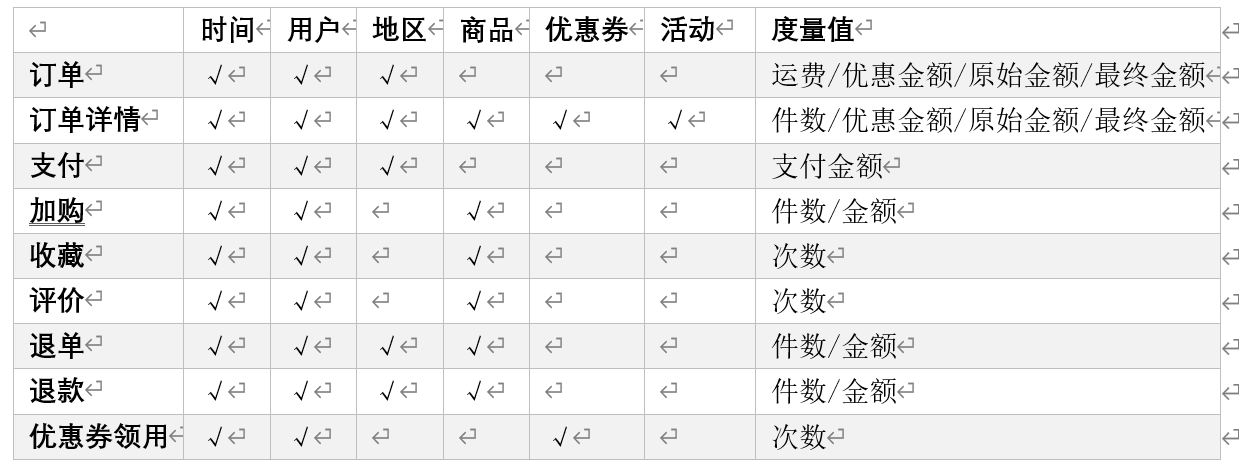 时间 用户 地区 商品 优惠券 活动 度量值
订单 √ √ √ 运费/优惠金额/原始金额/最终金额
订单详情 √ √ √ √ √ √ 件数/优惠金额/原始金额/最终金额
支付 √ √ √ 支付金额
加购 √ √ √ 件数/金额
收藏 √ √ √ 次数
评价 √ √ √ 次数
退单 √ √ √ √ 件数/金额
退款 √ √ √ √ 件数/金额
优惠券领用 √ √ √ 次数